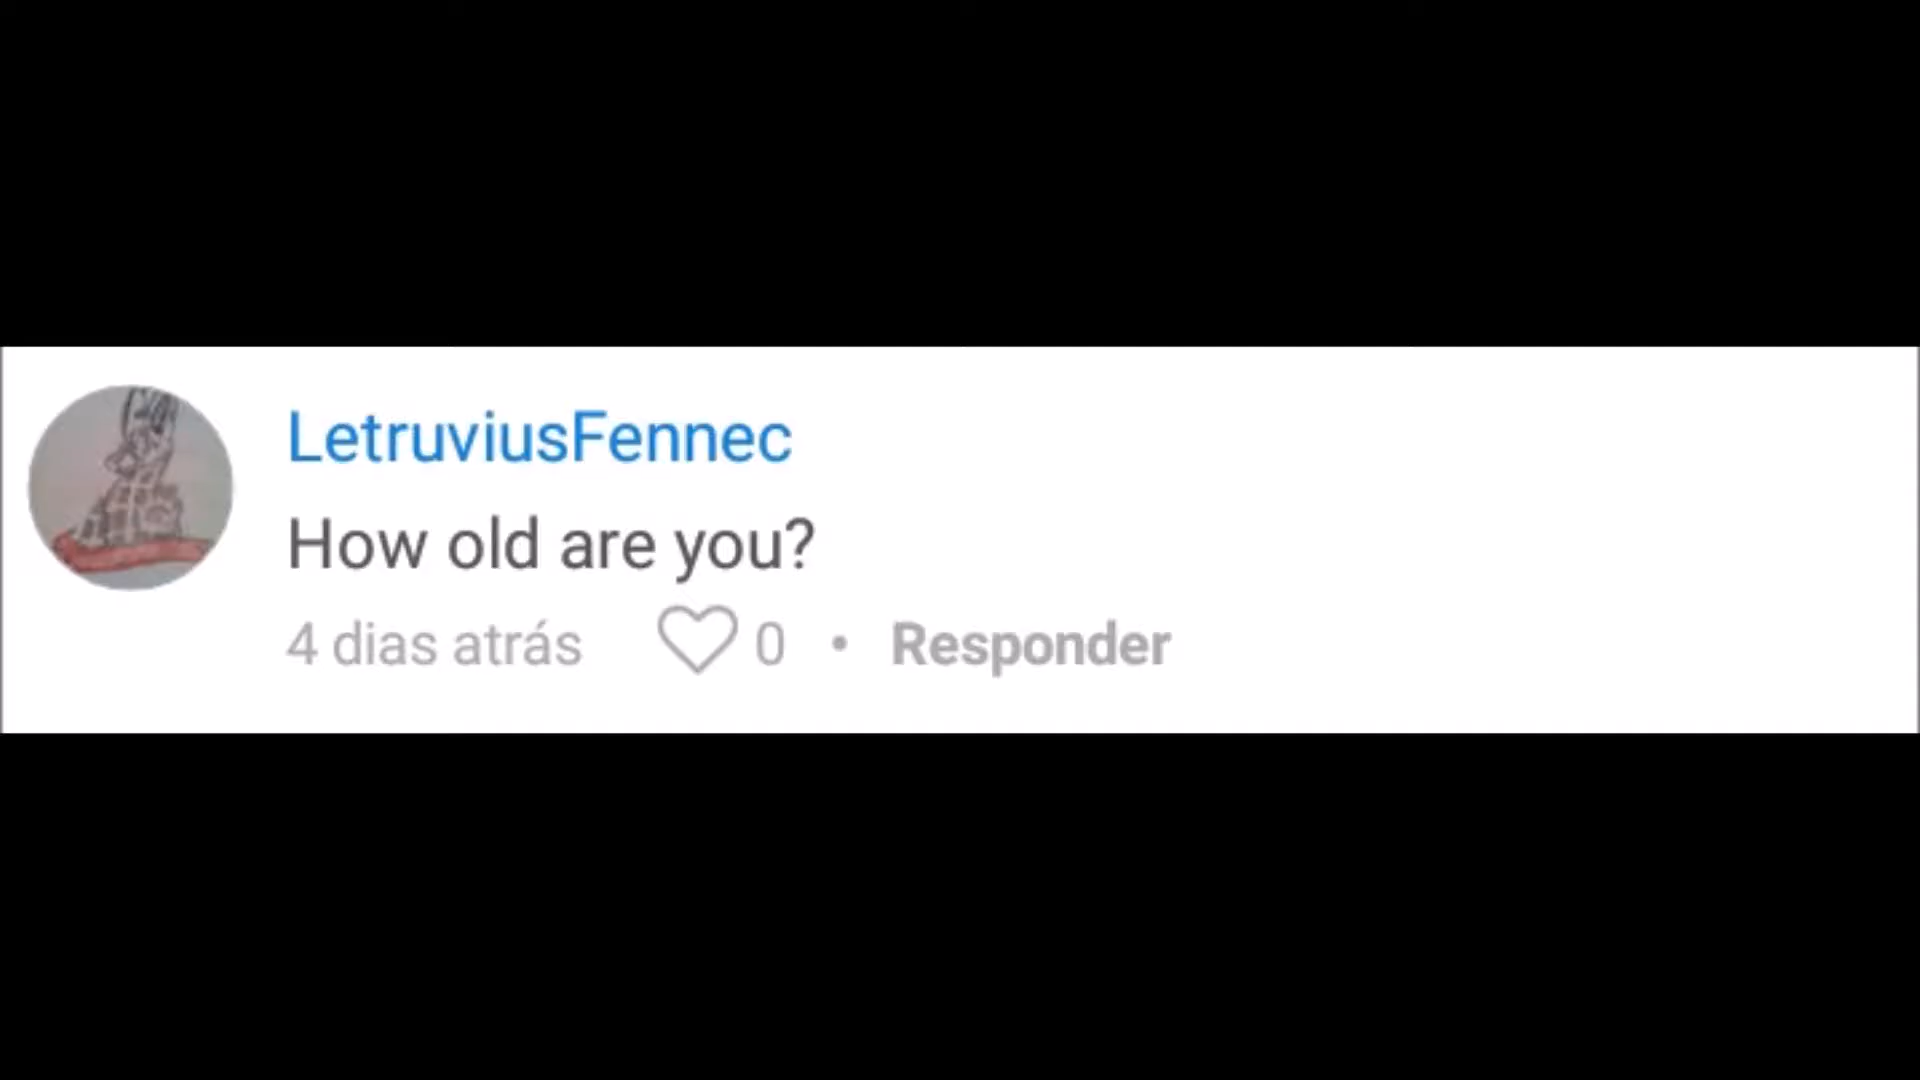 LetruviusFennec
How old are you?
4 dias atrás 0 • Responder